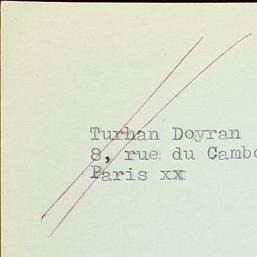 Turhan Doyran
8, rue du Cambo
Paris xx